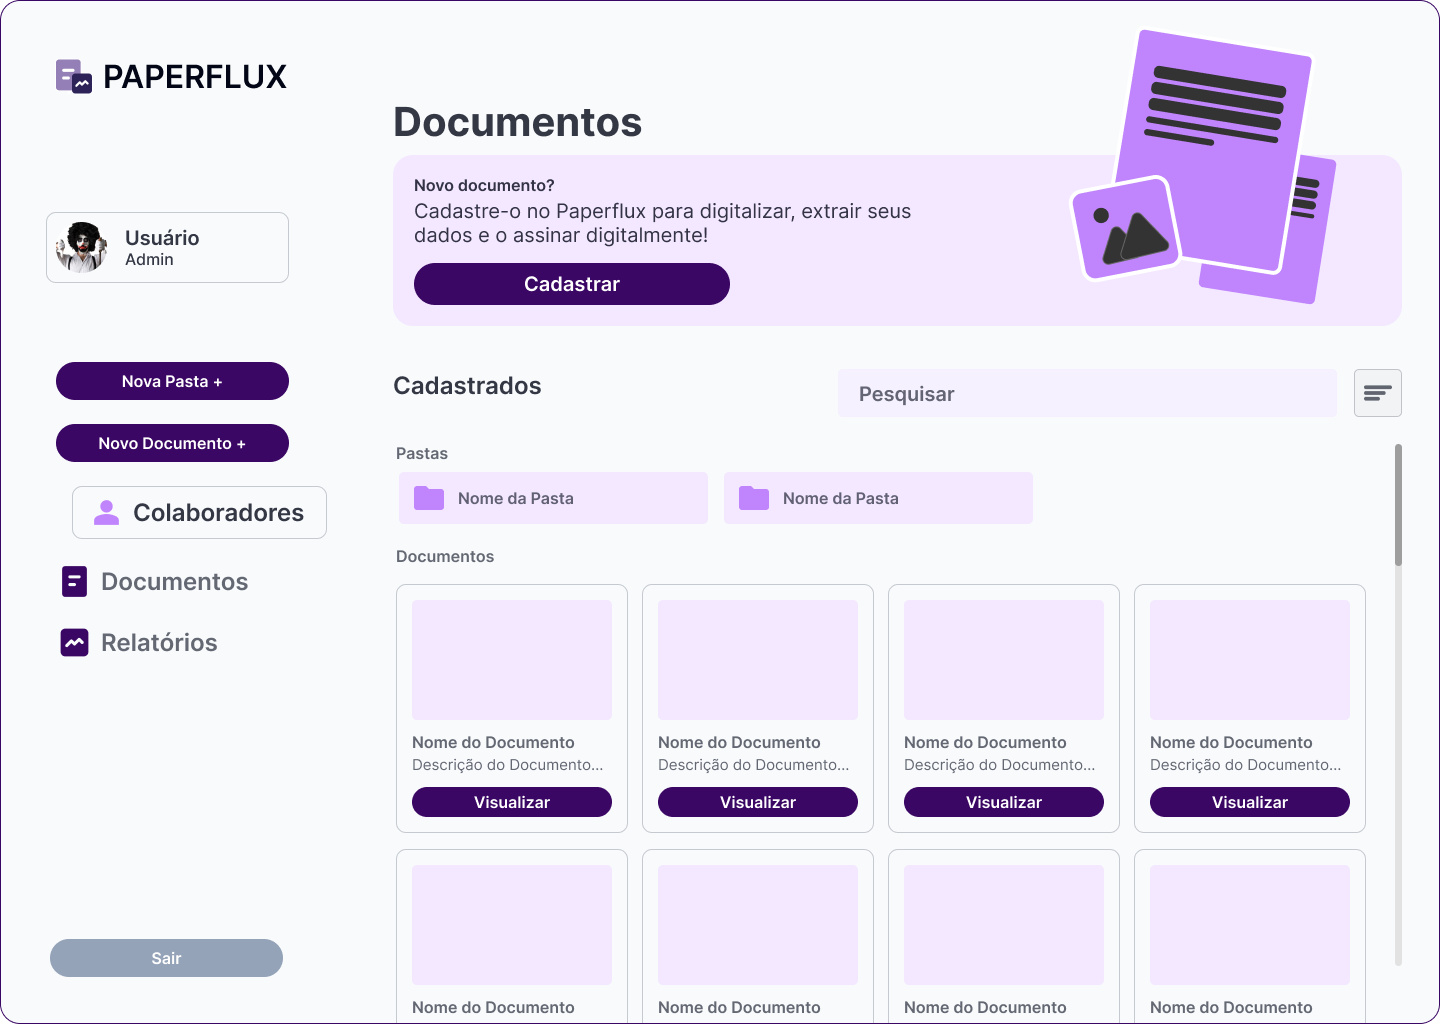 PAPERFLUX
Usuário
Admin
Nova Pasta +
Novo Documento +
Colaboradores
Documentos
Relatórios
Sair
Documentos
Novo documento?
Cadastre-o no Paperflux para digitalizar, extrair seus
dados e o assinar digitalmente!
Cadastrar
Cadastrados
Pesquisar
Pastas
Nome da Pasta
Nome da Pasta
Documentos
Nome do Documento
Descrição do Documento...
Visualizar
Nome do Documento
Descrição do Documento...
Visualizar
Nome do Documento
Descrição do Documento...
Visualizar
Nome do Documento
Descrição do Documento...
Visualizar
Nome do Documento
Nome do Documento
Nome do Documento
Nome do Documento